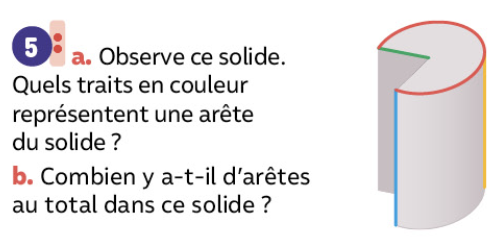 5 a. Observe ce solide.
Quels traits en couleur
représentent une arête
du solide ?
b. Combien y a-t-il d'arêtes
au total dans ce solide ?